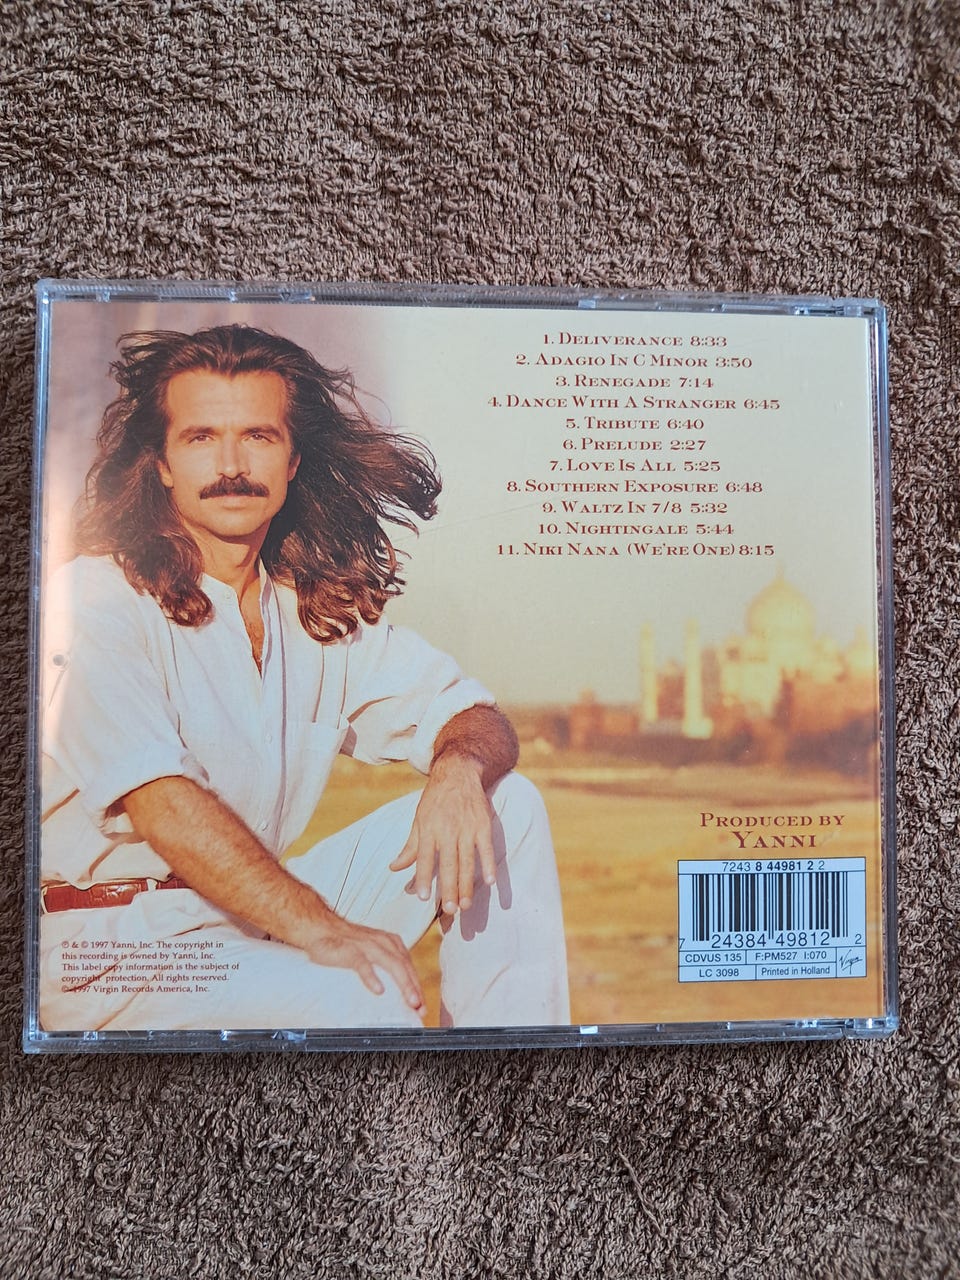 1. Deliverance 8:33
2. Adagio In C Minor 3:50
3. Renegade 7:14
4. Dance With A Stranger 6:45
5. Tribute 6:40
6. Prelude 2:27
7. Love Is All 5:25
8. Southern Exposure 6:48
9. Waltz In 7/8 5:32
10. Nightingale 5:44
11. Niki Nana (We're One) 8:15
Produced by
Yanni
7243 8 44981 2 2
7 24384 49812 2
CDVUS 135 F:PM527 I:070
LC 3098 Printed in Holland
Virgin
℗ & © 1997 Yanni, Inc. The copyright in
this recording is owned by Yanni, Inc.
This label copy information is the subject of
copyright protection. All rights reserved.
© 1997 Virgin Records America, Inc.